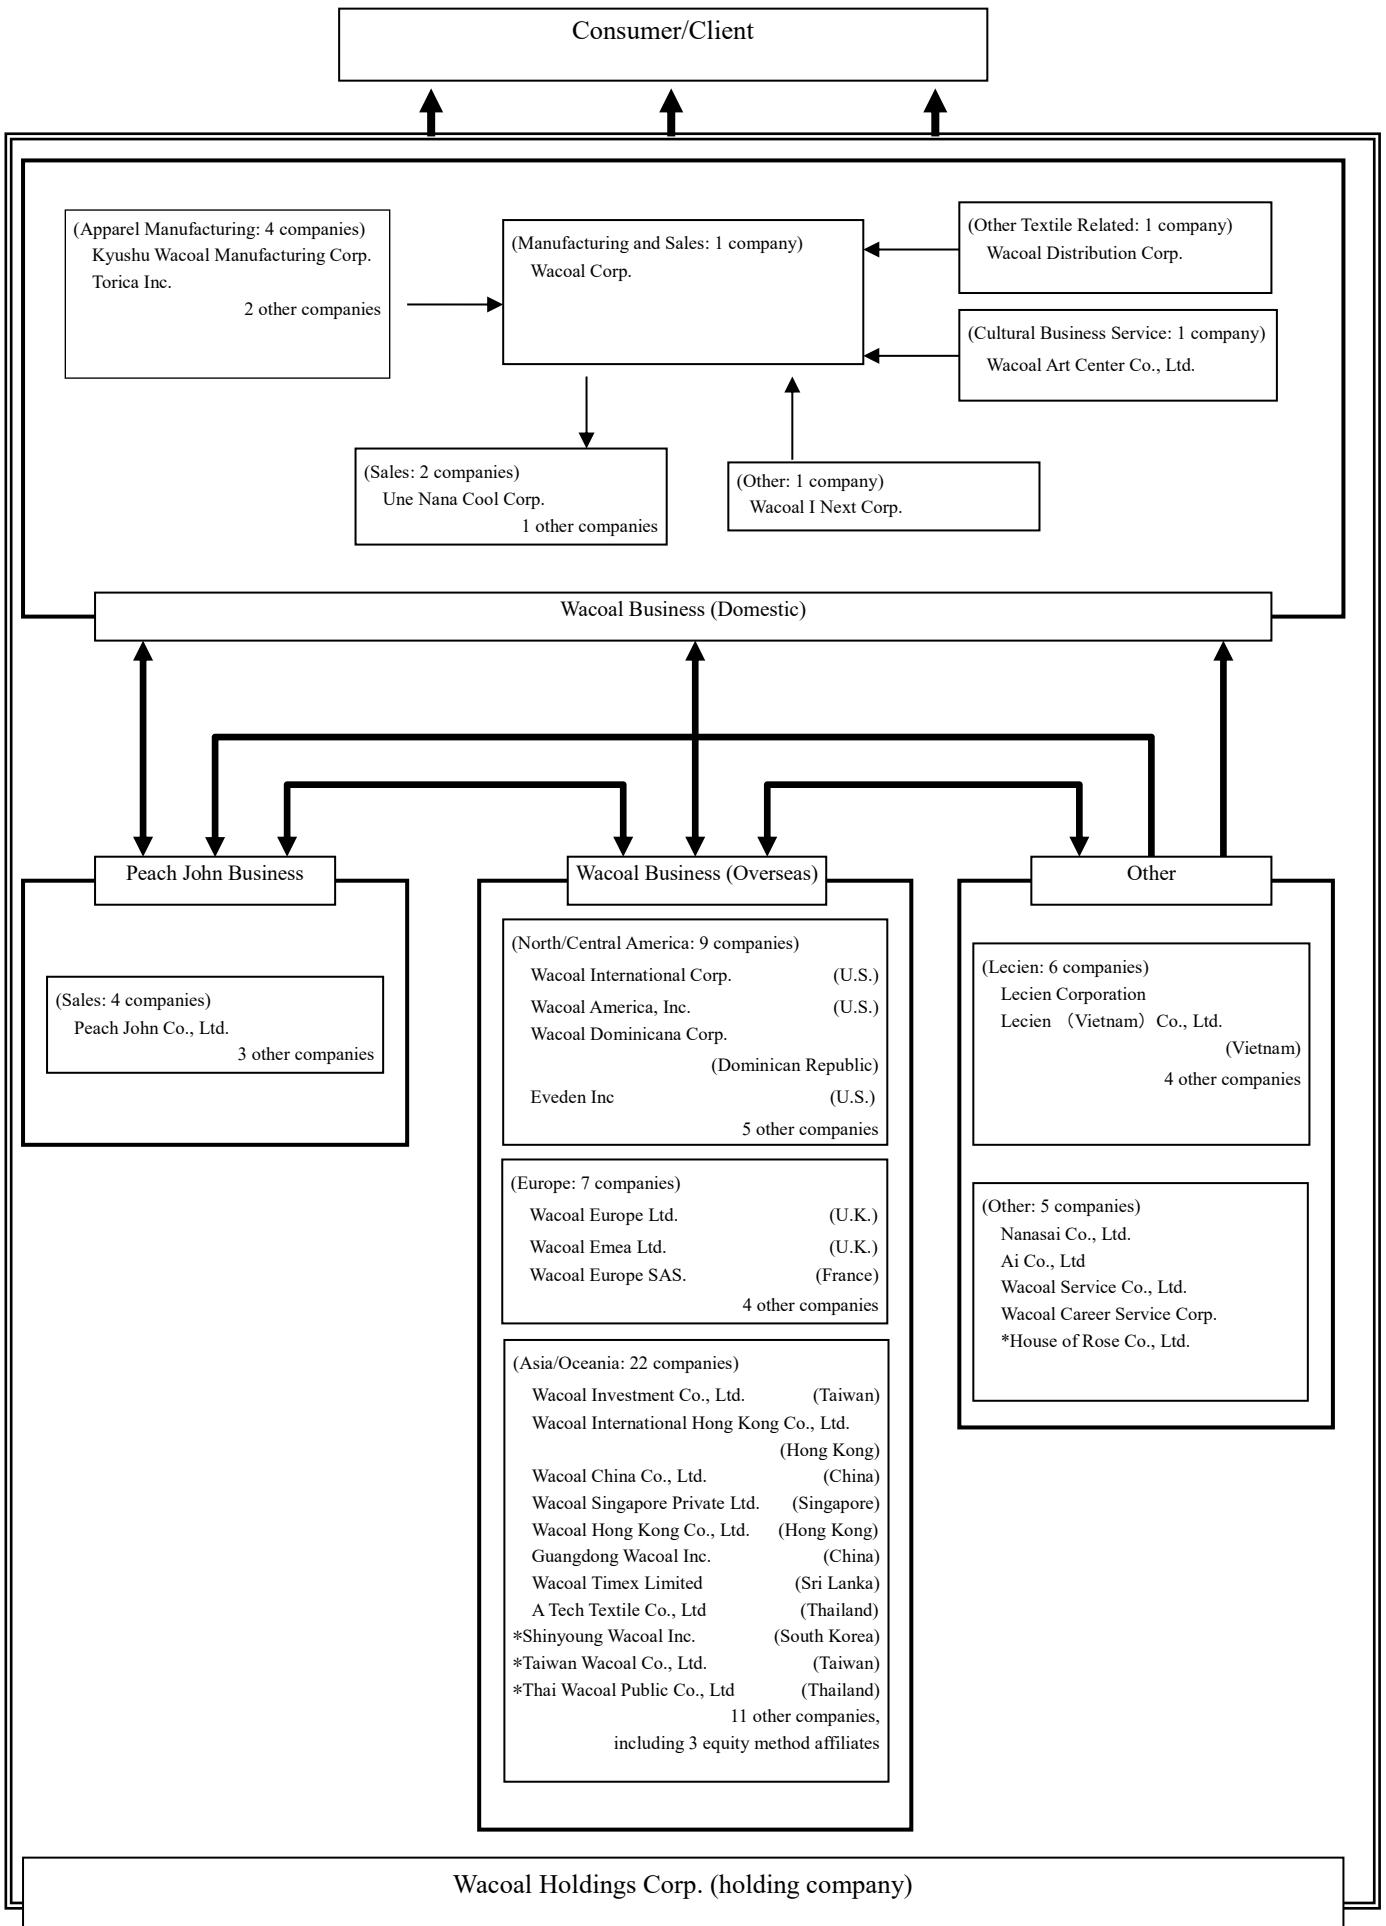 Consumer/Client
(Apparel Manufacturing: 4 companies)
Kyushu Wacoal Manufacturing Corp.
Torica Inc.
2 other companies
(Manufacturing and Sales: 1 company)
Wacoal Corp.
(Other Textile Related: 1 company)
Wacoal Distribution Corp.
(Cultural Business Service: 1 company)
Wacoal Art Center Co., Ltd.
(Sales: 2 companies)
Une Nana Cool Corp.
1 other companies
(Other: 1 company)
Wacoal I Next Corp.
Wacoal Business (Domestic)
Peach John Business
(Sales: 4 companies)
Peach John Co., Ltd.
3 other companies
Wacoal Business (Overseas)
(North/Central America: 9 companies)
Wacoal International Corp. (U.S.)
Wacoal America, Inc. (U.S.)
Wacoal Dominicana Corp.
(Dominican Republic)
Eveden Inc (U.S.)
5 other companies
(Europe: 7 companies)
Wacoal Europe Ltd. (U.K.)
Wacoal Emea Ltd. (U.K.)
Wacoal Europe SAS. (France)
4 other companies
(Asia/Oceania: 22 companies)
Wacoal Investment Co., Ltd. (Taiwan)
Wacoal International Hong Kong Co., Ltd.
(Hong Kong)
Wacoal China Co., Ltd. (China)
Wacoal Singapore Private Ltd. (Singapore)
Wacoal Hong Kong Co., Ltd. (Hong Kong)
Guangdong Wacoal Inc. (China)
Wacoal Timex Limited (Sri Lanka)
A Tech Textile Co., Ltd (Thailand)
*Shinyoung Wacoal Inc. (South Korea)
*Taiwan Wacoal Co., Ltd. (Taiwan)
*Thai Wacoal Public Co., Ltd (Thailand)
11 other companies,
including 3 equity method affiliates
Other
(Lecien: 6 companies)
Lecien Corporation
Lecien （Vietnam）Co., Ltd.
(Vietnam)
4 other companies
(Other: 5 companies)
Nanasai Co., Ltd.
Ai Co., Ltd
Wacoal Service Co., Ltd.
Wacoal Career Service Corp.
*House of Rose Co., Ltd.
Wacoal Holdings Corp. (holding company)